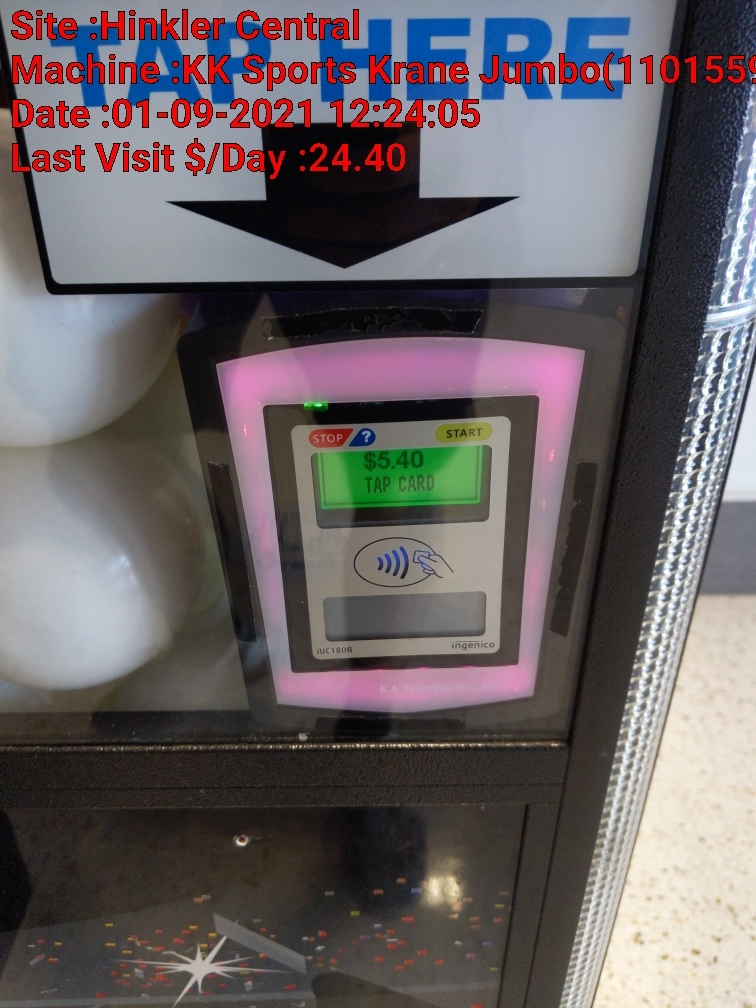 Site :Hinkler Central
TAP HERE
Machine :KK Sports Krane Jumbo(1101559
Date :01-09-2021 12:24:05
Last Visit $/Day :24.40
STOP ? START
$5.40
TAP CARD
iUC180B ingenico